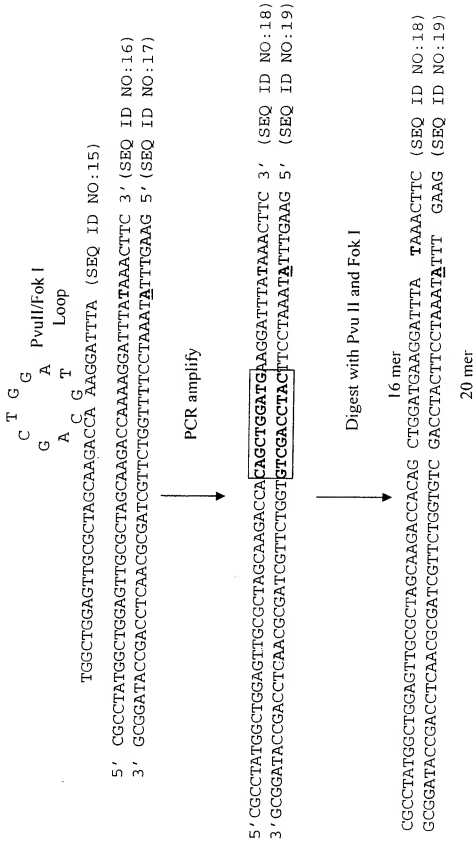 C T G G
G A PvuII/Fok I
A T Loop
C G
TGGCTGGAGTTGCGCTAGCAAGACCA AAGGATTTA (SEQ ID NO:15)
5' CGCCTATGGCTGGAGTTGCGCTAGCAAGACCAAAAGGATTTATAAACTTC 3' (SEQ ID NO:16)
3' GCGGATACCGACCTCAACGCGATCGTTCTGGTTTTCCTAAATATTTGAAG 5' (SEQ ID NO:17)
PCR amplify
5' CGCCTATGGCTGGAGTTGCGCTAGCAAGACCACAGCTGGATGAAGGATTTATAAACTTC 3' (SEQ ID NO:18)
3' GCGGATACCGACCTCAACGCGATCGTTCTGGTGTCGACCTACTTCCTAAATATTTGAAG 5' (SEQ ID NO:19)
Digest with Pvu II and Fok I
16 mer
CGCCTATGGCTGGAGTTGCGCTAGCAAGACCACAG CTGGATGAAGGATTTA TAAACTTC (SEQ ID NO:18)
GCGGATACCGACCTCAACGCGATCGTTCTGGTGTC GACCTACTTCCTAAATATTT GAAG (SEQ ID NO:19)
20 mer